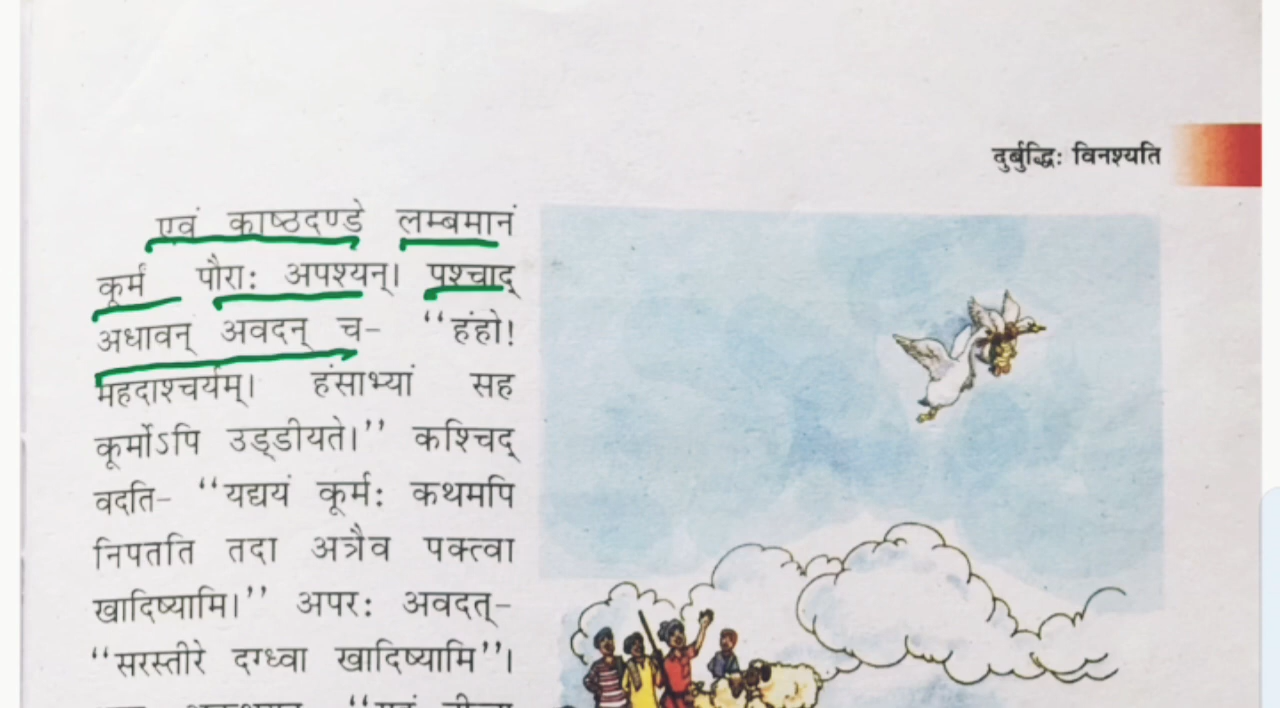 दुर्बुद्धिः विनश्यति
एवं काष्ठदण्डे लम्बमानं
कूर्मं पौराः अपश्यन्। पश्चाद्
अधावन् अवदन् च- “हंहो!
महदाश्चर्यम्। हंसाभ्यां सह
कूर्मोऽपि उड्डीयते।” कश्चिद्
वदति- “यद्ययं कूर्मः कथमपि
निपतति तदा अत्रैव पक्त्वा
खादिष्यामि।” अपरः अवदत्-
“सरस्तीरे दग्ध्वा खादिष्यामि”।